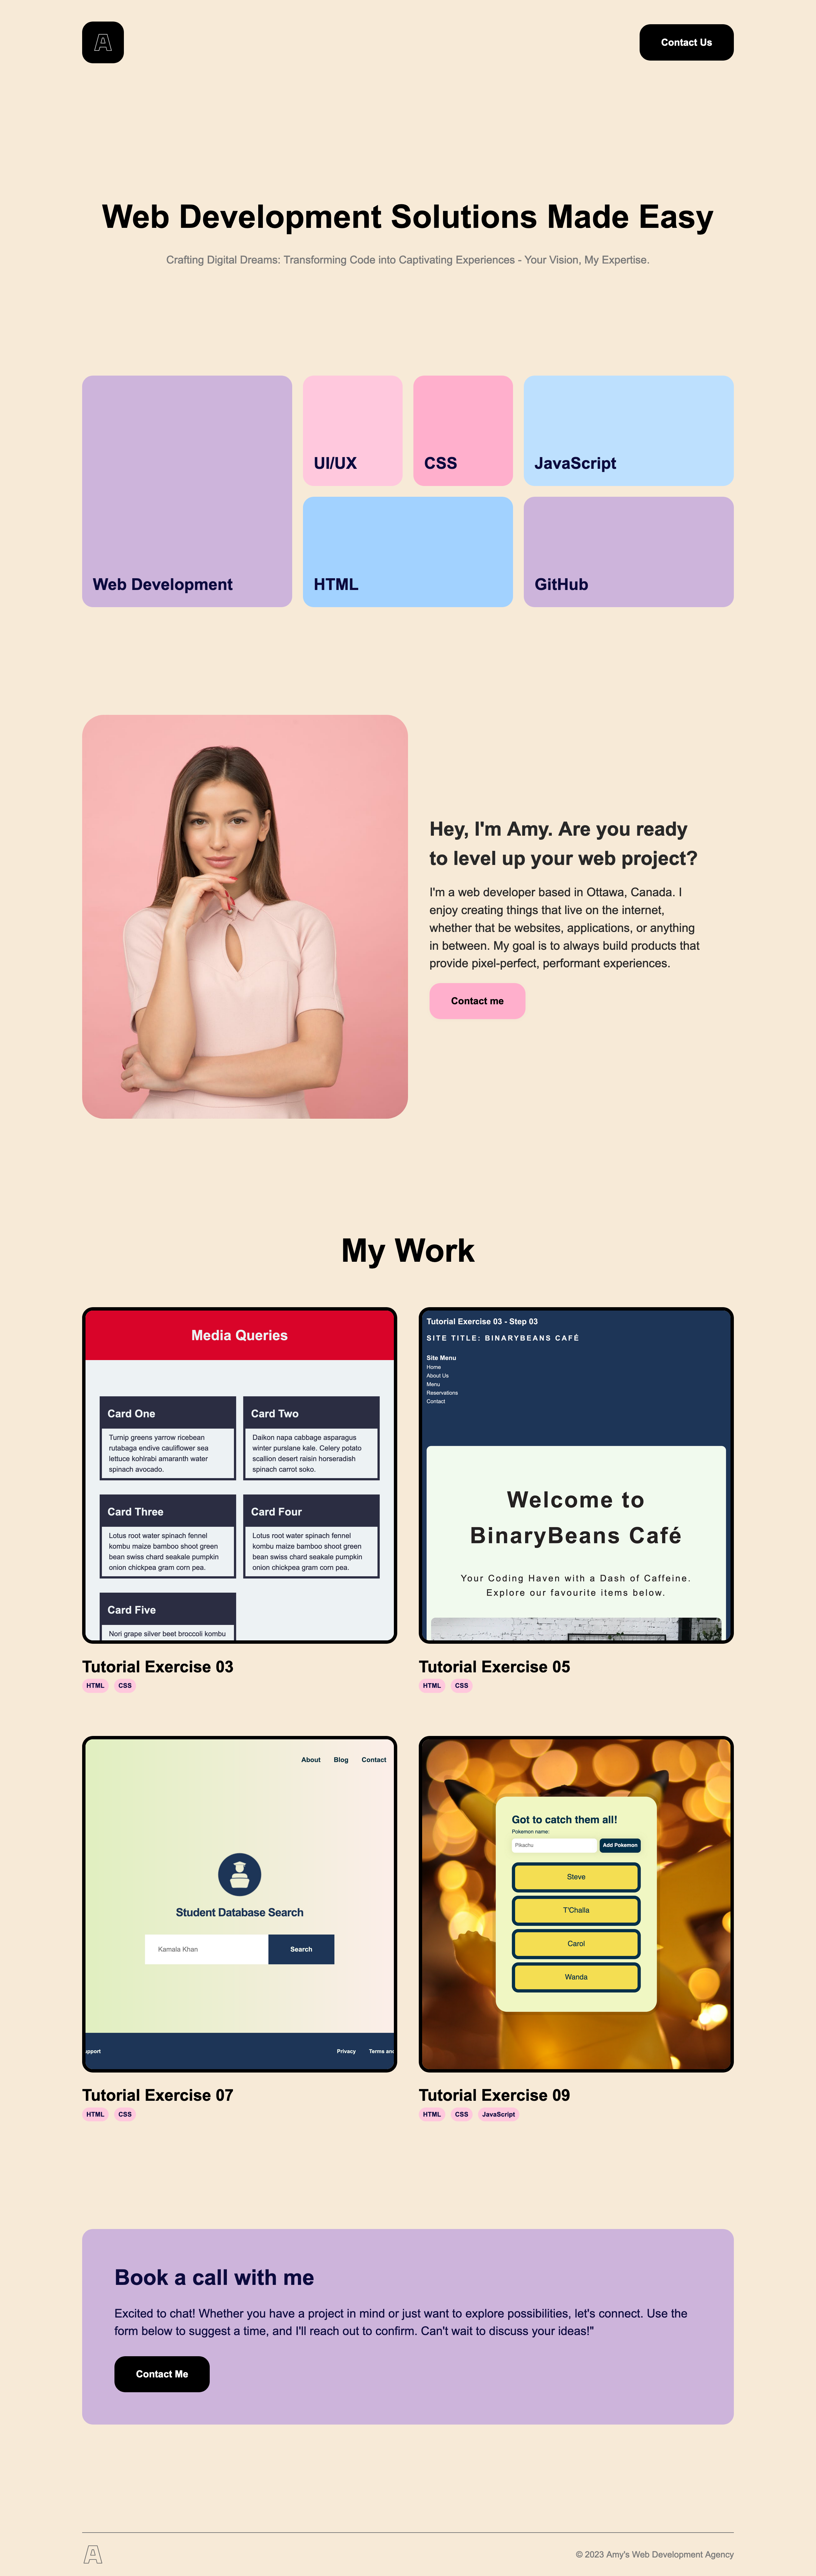 A
Contact Us
Web Development Solutions Made Easy
Crafting Digital Dreams: Transforming Code into Captivating Experiences - Your Vision, My Expertise.
Web Development
UI/UX
CSS
JavaScript
HTML
GitHub
Hey, I'm Amy. Are you ready
to level up your web project?
I'm a web developer based in Ottawa, Canada. I
enjoy creating things that live on the internet,
whether that be websites, applications, or anything
in between. My goal is to always build products that
provide pixel-perfect, performant experiences.
Contact me
My Work
Media Queries
Card One
Turnip greens yarrow ricebean
rutabaga endive cauliflower sea
lettuce kohlrabi amaranth water
spinach avocado.
Card Two
Daikon napa cabbage asparagus
winter purslane kale. Celery potato
scallion desert raisin horseradish
spinach carrot soko.
Card Three
Lotus root water spinach fennel
kombu maize bamboo shoot green
bean swiss chard seakale pumpkin
onion chickpea gram corn pea.
Card Four
Lotus root water spinach fennel
kombu maize bamboo shoot green
bean swiss chard seakale pumpkin
onion chickpea gram corn pea.
Card Five
Nori grape silver beet broccoli kombu
Tutorial Exercise 03
HTML CSS
Tutorial Exercise 03 - Step 03
SITE TITLE: BINARYBEANS CAFÉ
Site Menu
Home
About Us
Menu
Reservations
Contact
Welcome to
BinaryBeans Café
Your Coding Haven with a Dash of Caffeine.
Explore our favourite items below.
Tutorial Exercise 05
HTML CSS
About Blog Contact
Student Database Search
Kamala Khan
Search
pport Privacy Terms and
Tutorial Exercise 07
HTML CSS
Got to catch them all!
Pokemon name:
Pikachu
Add Pokemon
Steve
T'Challa
Carol
Wanda
Tutorial Exercise 09
HTML CSS JavaScript
Book a call with me
Excited to chat! Whether you have a project in mind or just want to explore possibilities, let's connect. Use the
form below to suggest a time, and I'll reach out to confirm. Can't wait to discuss your ideas!"
Contact Me
A
© 2023 Amy's Web Development Agency